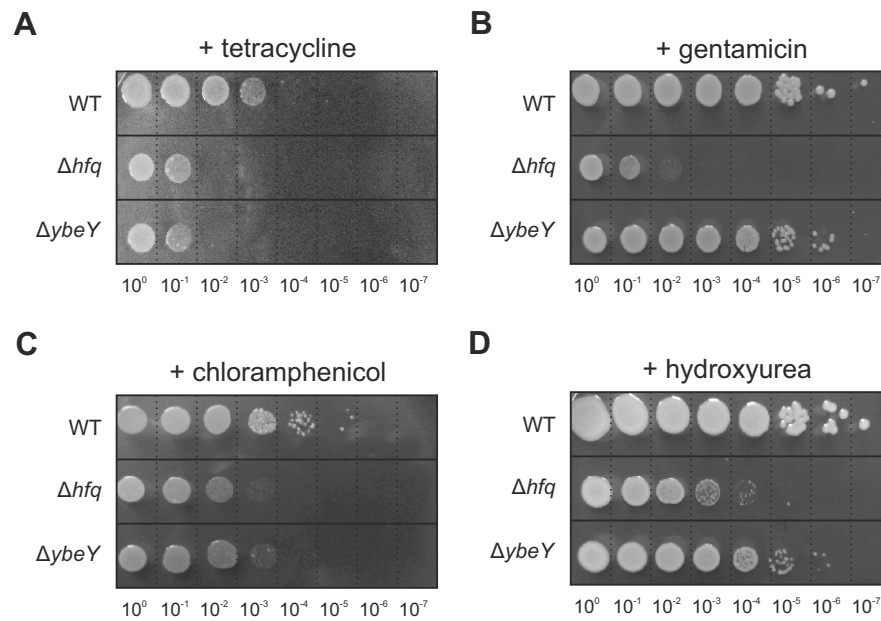 A
+ tetracycline
WT
Δhfq
ΔybeY
10⁰ 10⁻¹ 10⁻² 10⁻³ 10⁻⁴ 10⁻⁵ 10⁻⁶ 10⁻⁷
B
+ gentamicin
WT
Δhfq
ΔybeY
10⁰ 10⁻¹ 10⁻² 10⁻³ 10⁻⁴ 10⁻⁵ 10⁻⁶ 10⁻⁷
C
+ chloramphenicol
WT
Δhfq
ΔybeY
10⁰ 10⁻¹ 10⁻² 10⁻³ 10⁻⁴ 10⁻⁵ 10⁻⁶ 10⁻⁷
D
+ hydroxyurea
WT
Δhfq
ΔybeY
10⁰ 10⁻¹ 10⁻² 10⁻³ 10⁻⁴ 10⁻⁵ 10⁻⁶ 10⁻⁷